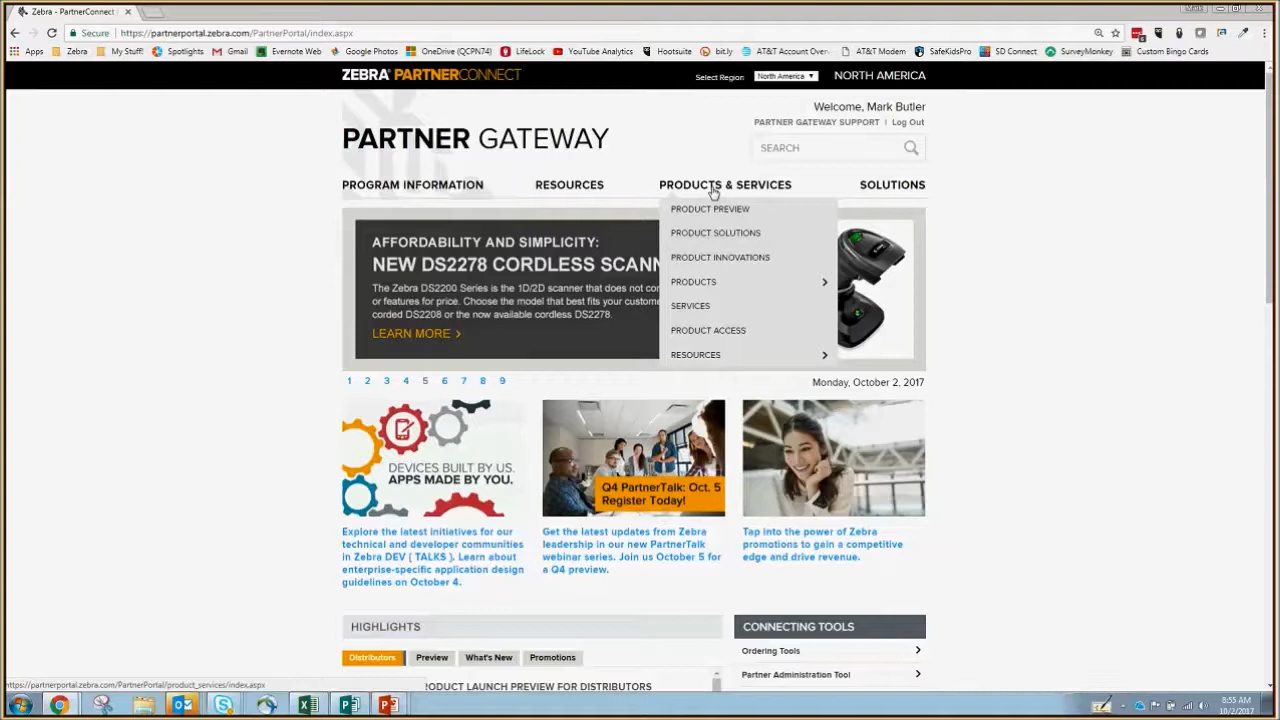 Zebra - PartnerConnect
Secure
https://partnerportal.zebra.com/PartnerPortal/index.aspx
Apps Zebra My Stuff! Spotlights Gmail Evernote Web Google Photos OneDrive (QCPN74) LifeLock YouTube Analytics Hootsuite bit.ly AT&T Account Over AT&T Modem SafeKidsPro SD Connect SurveyMonkey Custom Bingo Cards
ZEBRA PARTNERCONNECT
Select Region North America NORTH AMERICA
Welcome, Mark Butler
PARTNER GATEWAY SUPPORT | Log Out
PARTNER GATEWAY
SEARCH
PROGRAM INFORMATION RESOURCES PRODUCTS & SERVICES SOLUTIONS
PRODUCT PREVIEW
PRODUCT SOLUTIONS
PRODUCT INNOVATIONS
PRODUCTS
SERVICES
PRODUCT ACCESS
RESOURCES
AFFORDABILITY AND SIMPLICITY:
NEW DS2278 CORDLESS SCANN
The Zebra DS2200 Series is the 1D/2D scanner that does not con
or features for price. Choose the model that best fits your custome
corded DS2208 or the now available cordless DS2278.
LEARN MORE >
1 2 3 4 5 6 7 8 9
Monday, October 2, 2017
DEVICES BUILT BY US.
APPS MADE BY YOU.
Q4 PartnerTalk: Oct. 5
Register Today!
Explore the latest initiatives for our
technical and developer communities
in Zebra DEV { TALKS }. Learn about
enterprise-specific application design
guidelines on October 4.
Get the latest updates from Zebra
leadership in our new PartnerTalk
webinar series. Join us October 5 for
a Q4 preview.
Tap into the power of Zebra
promotions to gain a competitive
edge and drive revenue.
HIGHLIGHTS
Distributors Preview What's New Promotions
RODUCT LAUNCH PREVIEW FOR DISTRIBUTORS
CONNECTING TOOLS
Ordering Tools
Partner Administration Tool
https://partnerportal.zebra.com/PartnerPortal/product_services/index.aspx
8:55 AM
10/2/2017